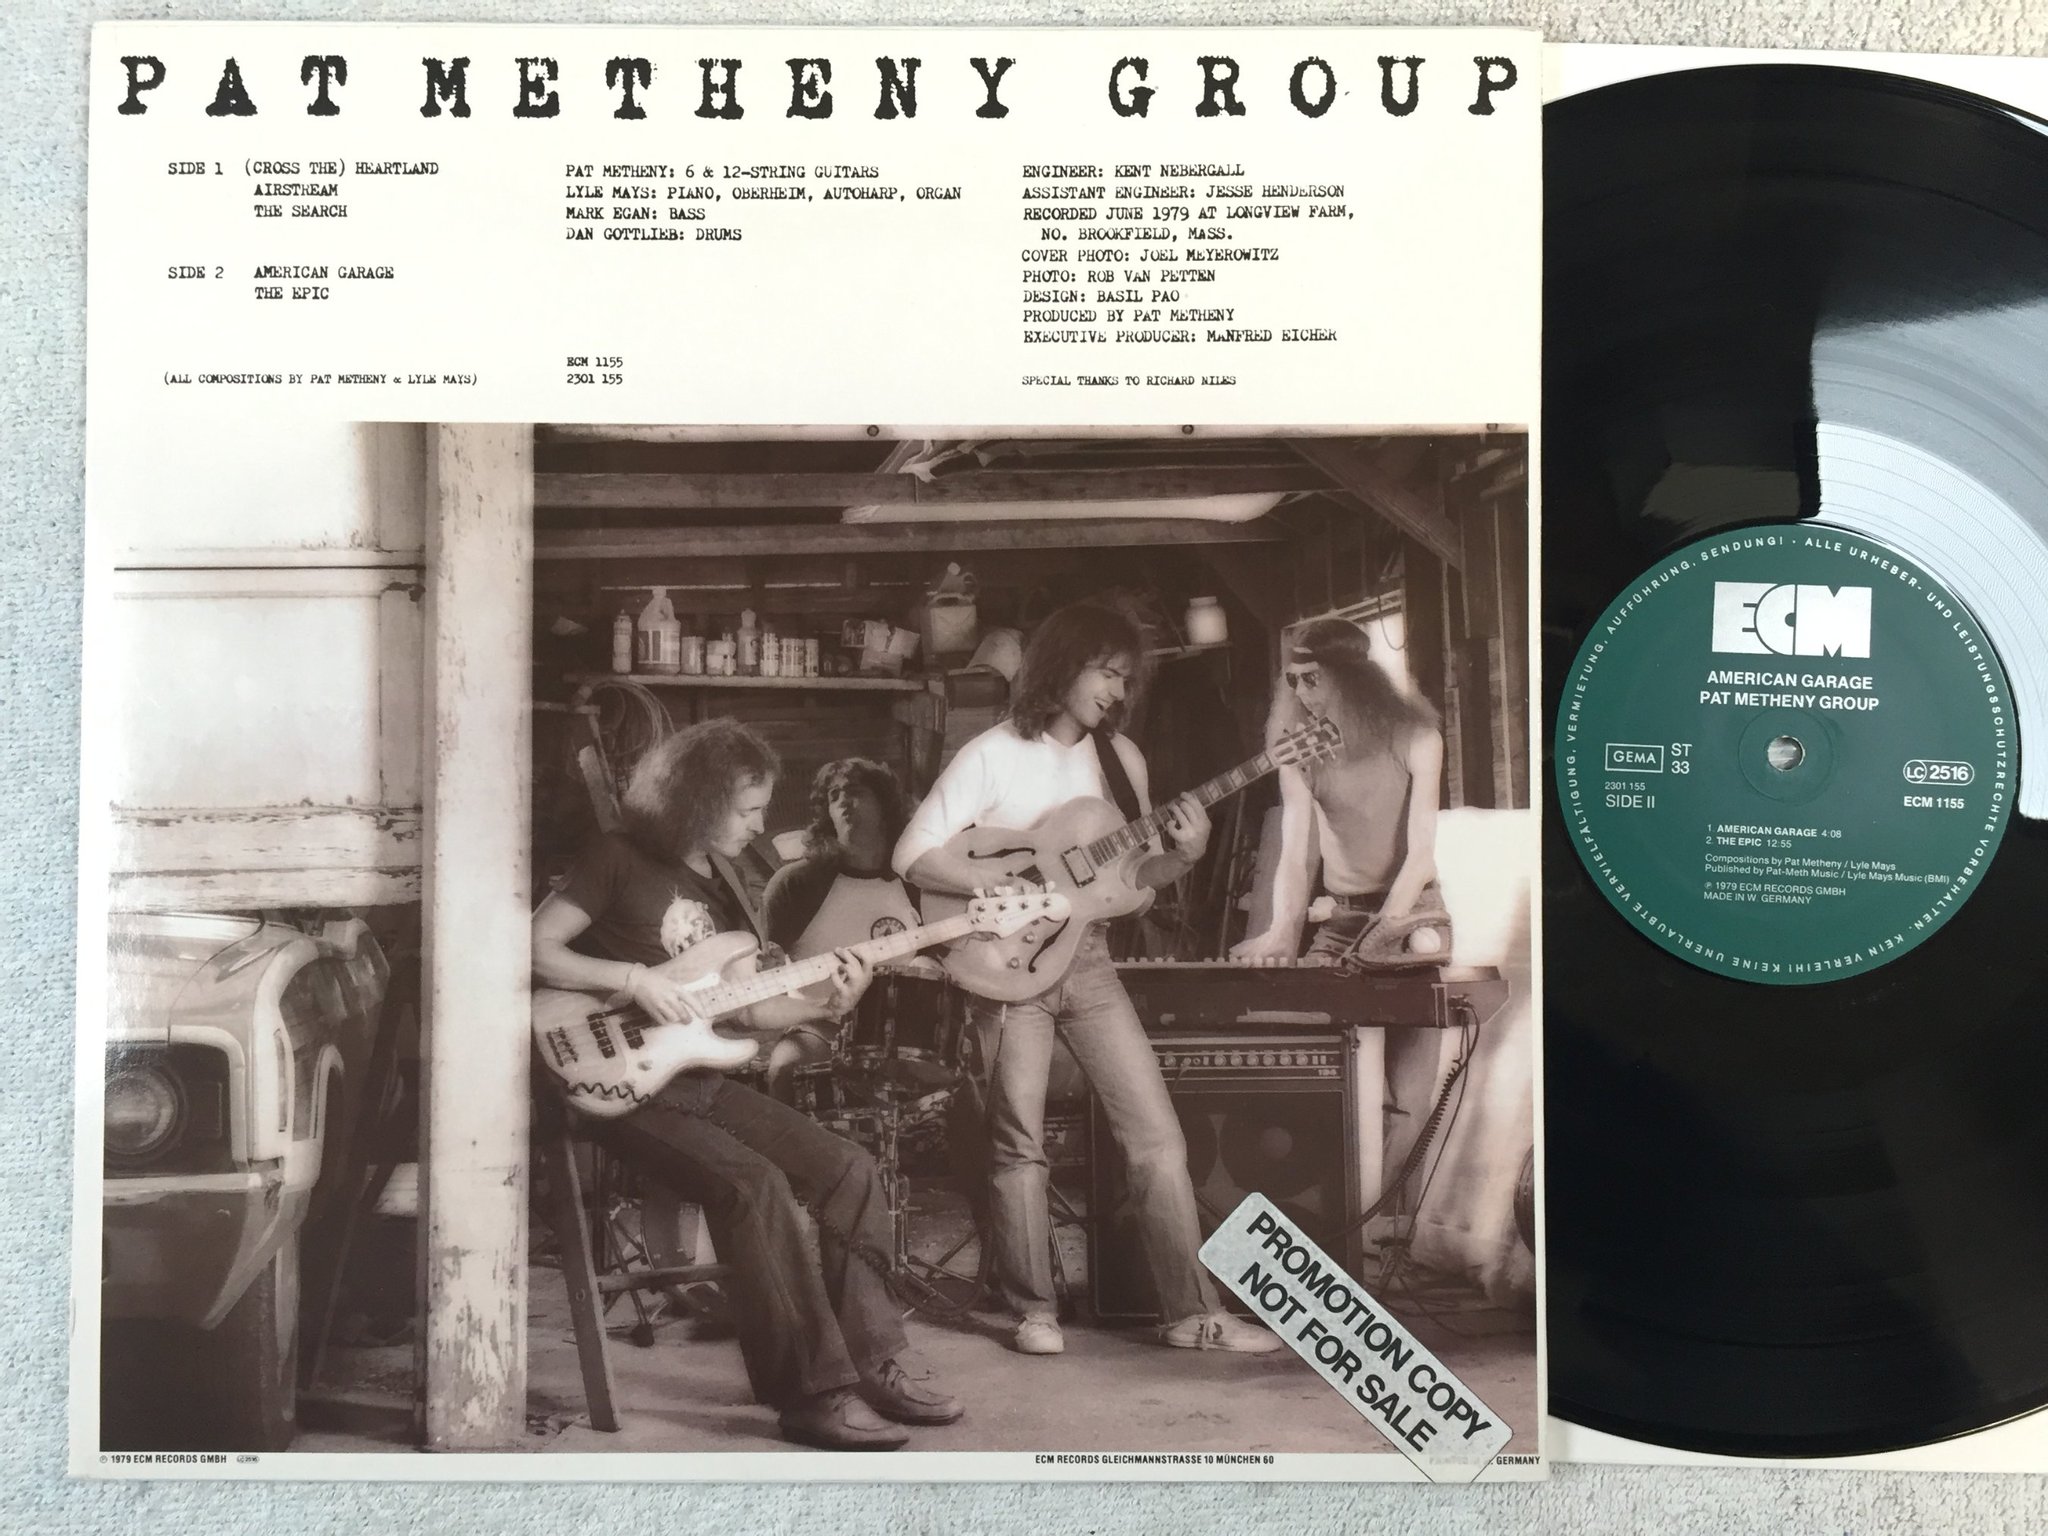 PAT METHENY GROUP
SIDE 1 (CROSS THE) HEARTLAND
AIRSTREAM
THE SEARCH
SIDE 2 AMERICAN GARAGE
THE EPIC
(ALL COMPOSITIONS BY PAT METHENY & LYLE MAYS)
PAT METHENY: 6 & 12-STRING GUITARS
LYLE MAYS: PIANO, OBERHEIM, AUTOHARP, ORGAN
MARK EGAN: BASS
DAN GOTTLIEB: DRUMS
ECM 1155
2301 155
ENGINEER: KENT NEBERGALL
ASSISTANT ENGINEER: JESSE HENDERSON
RECORDED JUNE 1979 AT LONGVIEW FARM,
NO. BROOKFIELD, MASS.
COVER PHOTO: JOEL MEYEROWITZ
PHOTO: ROB VAN PETTEN
DESIGN: BASIL PAO
PRODUCED BY PAT METHENY
EXECUTIVE PRODUCER: MANFRED EICHER
SPECIAL THANKS TO RICHARD NILES
PROMOTION COPY
NOT FOR SALE
℗ 1979 ECM RECORDS GMBH LC 2516
ECM RECORDS GLEICHMANNSTRASSE 10 MÜNCHEN 60
GERMANY
ALLE URHEBER- UND LEISTUNGSSCHUTZRECHTE VORBEHALTEN. KEIN VERLEIH! KEINE UNERLAUBTE VERVIELFÄLTIGUNG, VERMIETUNG, AUFFÜHRUNG, SENDUNG! ·
ECM
AMERICAN GARAGE
PAT METHENY GROUP
GEMA
ST
33
LC 2516
2301 155
SIDE II
ECM 1155
1. AMERICAN GARAGE 4:08
2. THE EPIC 12:55
Compositions by Pat Metheny / Lyle Mays
Published by Pat-Meth Music / Lyle Mays Music (BMI)
℗ 1979 ECM RECORDS GMBH
MADE IN W. GERMANY